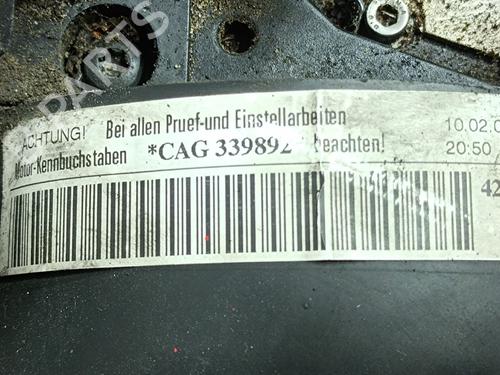 PARTS
ACHTUNG! Bei allen Pruef-und Einstellarbeiten 10.02.0
Motor-Kennbuchstaben *CAG 339892 beachten! 20:50
42